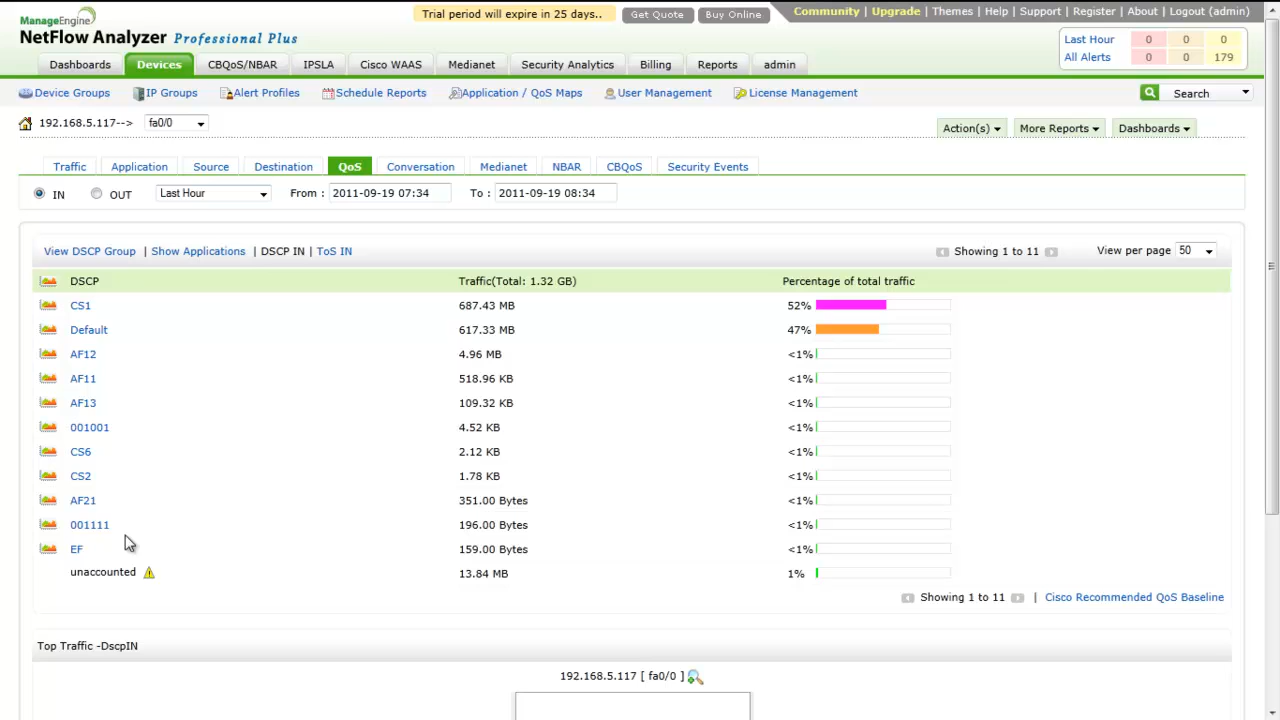 ManageEngine
NetFlow Analyzer Professional Plus
Trial period will expire in 25 days.. Get Quote Buy Online Community | Upgrade | Themes | Help | Support | Register | About | Logout (admin)
Last Hour 0 0 0
All Alerts 0 0 179
Dashboards Devices CBQoS/NBAR IPSLA Cisco WAAS Medianet Security Analytics Billing Reports admin
Device Groups IP Groups Alert Profiles Schedule Reports Application / QoS Maps User Management License Management Search
192.168.5.117--> fa0/0 Action(s) More Reports Dashboards
Traffic Application Source Destination QoS Conversation Medianet NBAR CBQoS Security Events
IN OUT Last Hour From : 2011-09-19 07:34 To : 2011-09-19 08:34
View DSCP Group | Show Applications | DSCP IN | ToS IN Showing 1 to 11 View per page 50
DSCP Traffic(Total: 1.32 GB) Percentage of total traffic
CS1 687.43 MB 52%
Default 617.33 MB 47%
AF12 4.96 MB <1%
AF11 518.96 KB <1%
AF13 109.32 KB <1%
001001 4.52 KB <1%
CS6 2.12 KB <1%
CS2 1.78 KB <1%
AF21 351.00 Bytes <1%
001111 196.00 Bytes <1%
EF 159.00 Bytes <1%
unaccounted 13.84 MB 1%
Showing 1 to 11 | Cisco Recommended QoS Baseline
Top Traffic -DscpIN
192.168.5.117 [ fa0/0 ]